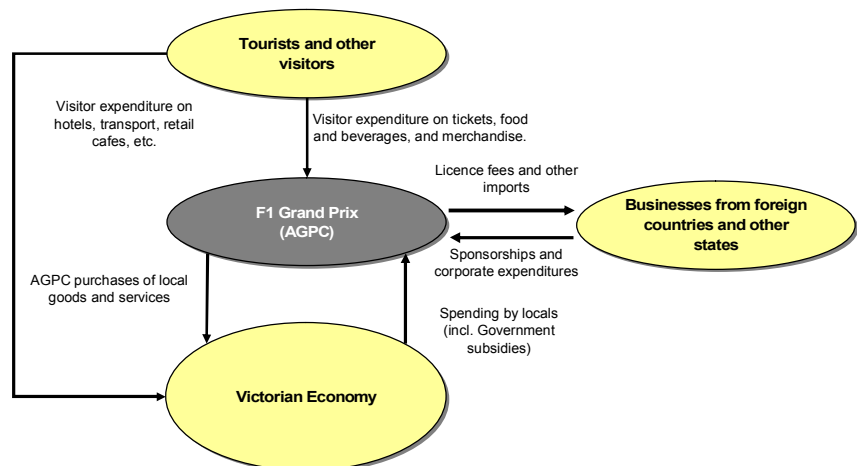 Tourists and other
visitors
Visitor expenditure on
hotels, transport, retail
cafes, etc.
Visitor expenditure on tickets, food
and beverages, and merchandise.
Licence fees and other
imports
F1 Grand Prix
(AGPC)
Businesses from foreign
countries and other
states
Sponsorships and
corporate expenditures
AGPC purchases of local
goods and services
Spending by locals
(incl. Government
subsidies)
Victorian Economy